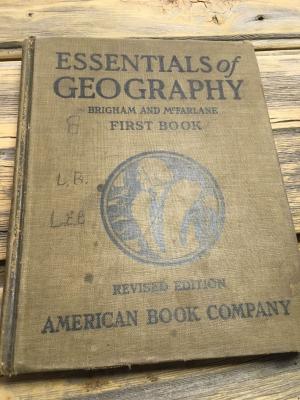 ESSENTIALS of
GEOGRAPHY
BRIGHAM AND McFARLANE
FIRST BOOK
8
L.B.
LEB
REVISED EDITION
AMERICAN BOOK COMPANY